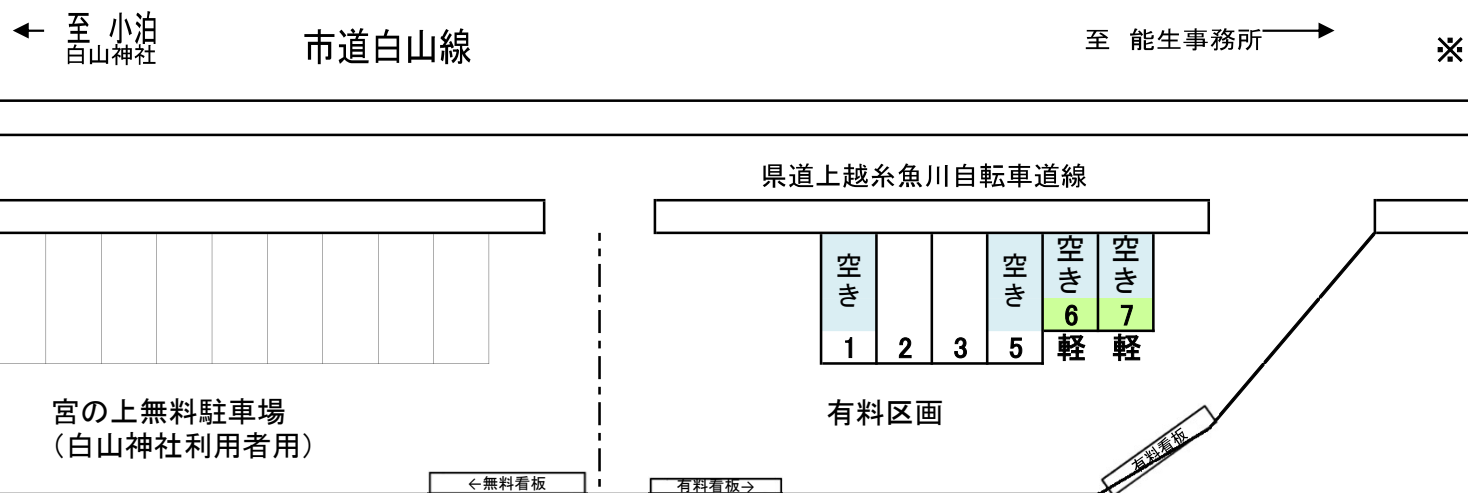 ← 至 小泊
白山神社
市道白山線
至 能生事務所→
※
県道上越糸魚川自転車道線
空き
空き
空き
空き
1
2
3
5
6
7
軽
軽
宮の上無料駐車場
（白山神社利用者用）
有料区画
←無料看板
有料看板→
有料看板